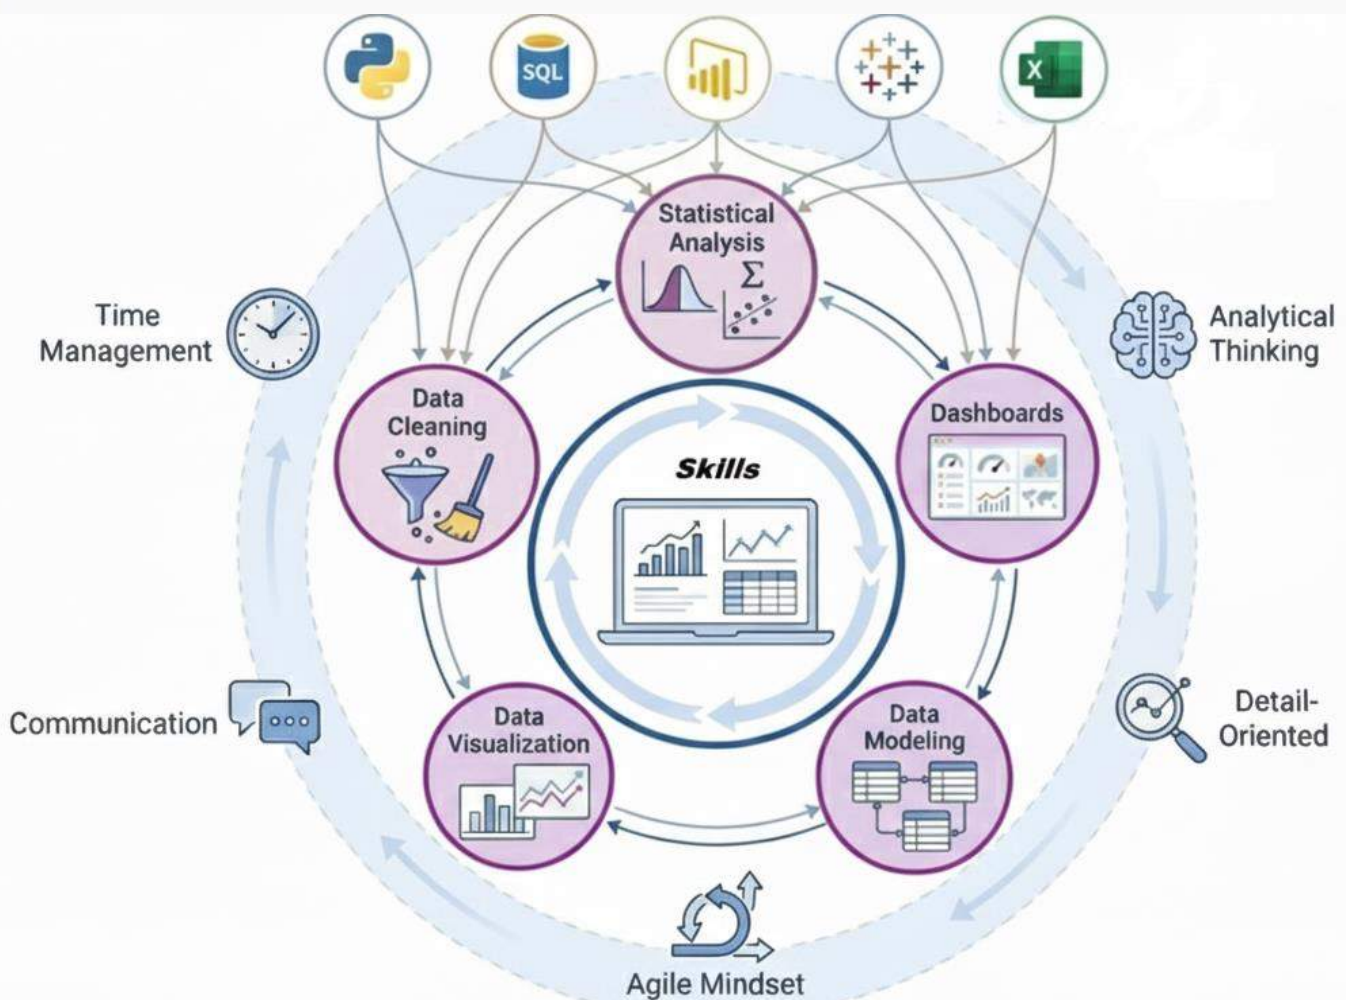 SQL
X
Statistical
Analysis
Σ
Time
Management
Analytical
Thinking
Data
Cleaning
Dashboards
Skills
Communication
Data
Visualization
Data
Modeling
Detail-
Oriented
Agile Mindset